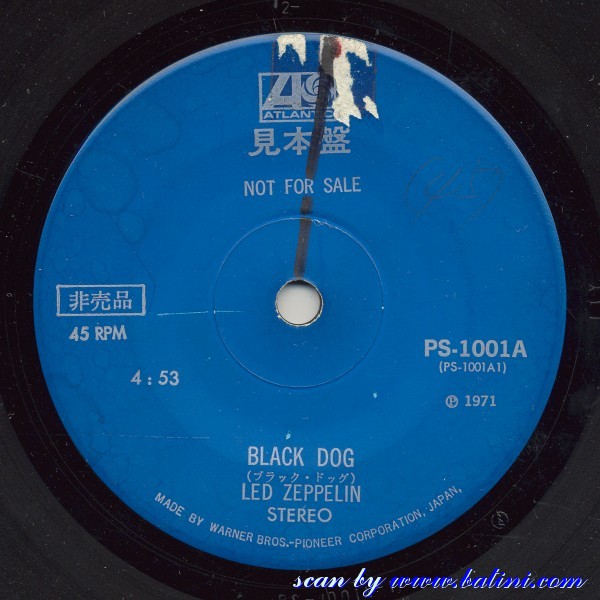 ATLANTIC
見本盤
NOT FOR SALE
非売品
45 RPM
PS-1001A
(PS-1001A1)
4:53
Ⓟ 1971
BLACK DOG
(ブラック・ドッグ)
LED ZEPPELIN
STEREO
MADE BY WARNER BROS.-PIONEER CORPORATION, JAPAN.
scan by www.batini.com